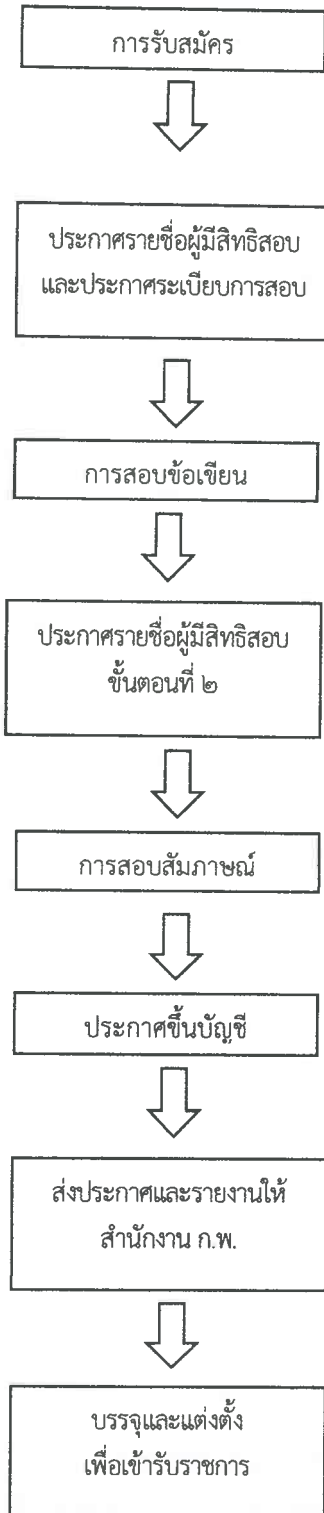 การรับสมัคร
ประกาศรายชื่อผู้มีสิทธิสอบ
และประกาศระเบียบการสอบ
การสอบข้อเขียน
ประกาศรายชื่อผู้มีสิทธิสอบ
ขั้นตอนที่ ๒
การสอบสัมภาษณ์
ประกาศขึ้นบัญชี
ส่งประกาศและรายงานให้
สำนักงาน ก.พ.
บรรจุและแต่งตั้ง
เพื่อเข้ารับราชการ